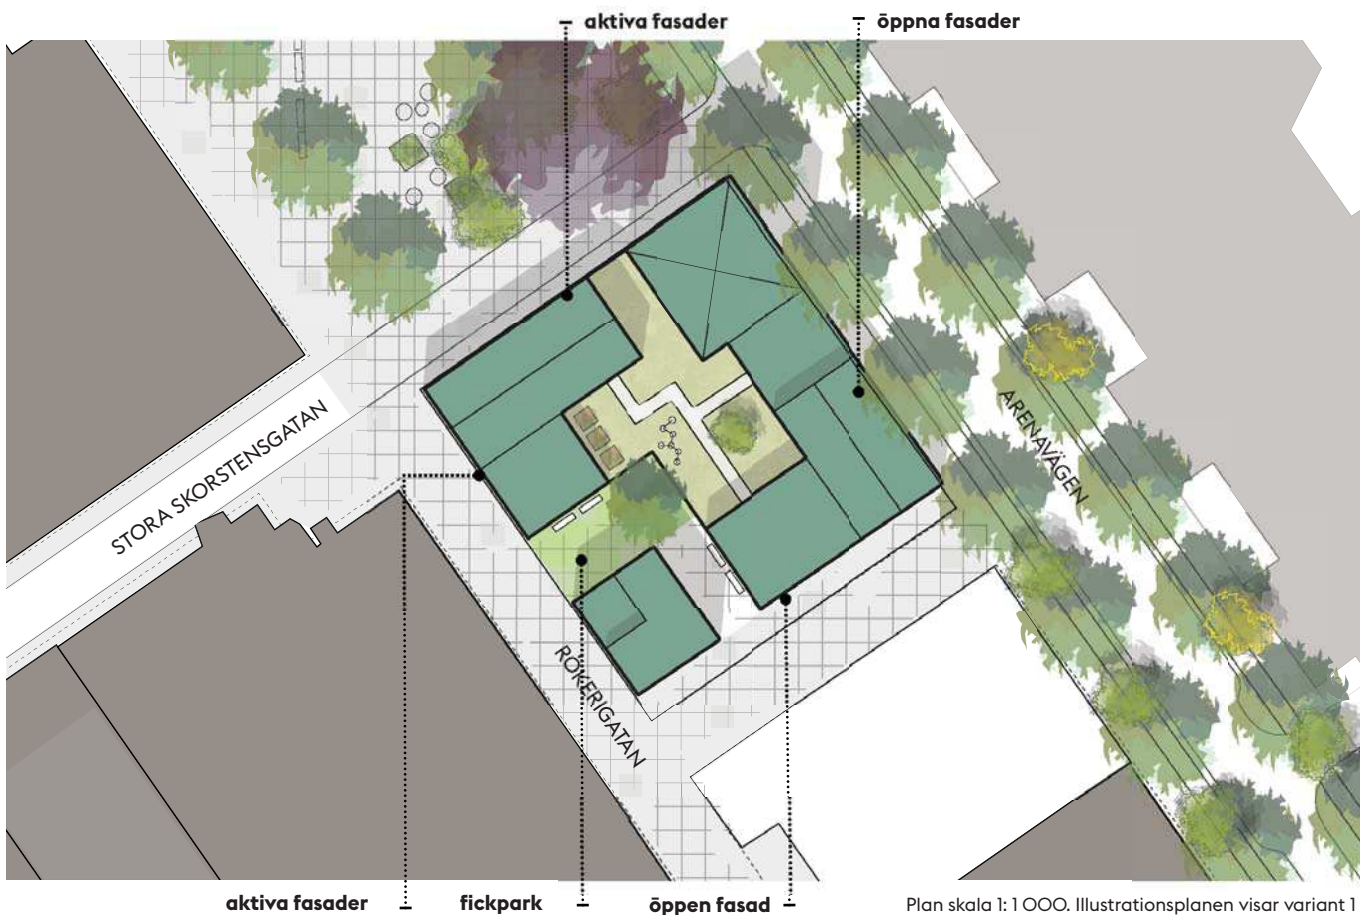 aktiva fasader
öppna fasader
STORA SKORSTENSGATAN
ARENAVÄGEN
RÖKERIGATAN
aktiva fasader
fickpark
öppen fasad
Plan skala 1: 1 000. Illustrationsplanen visar variant 1